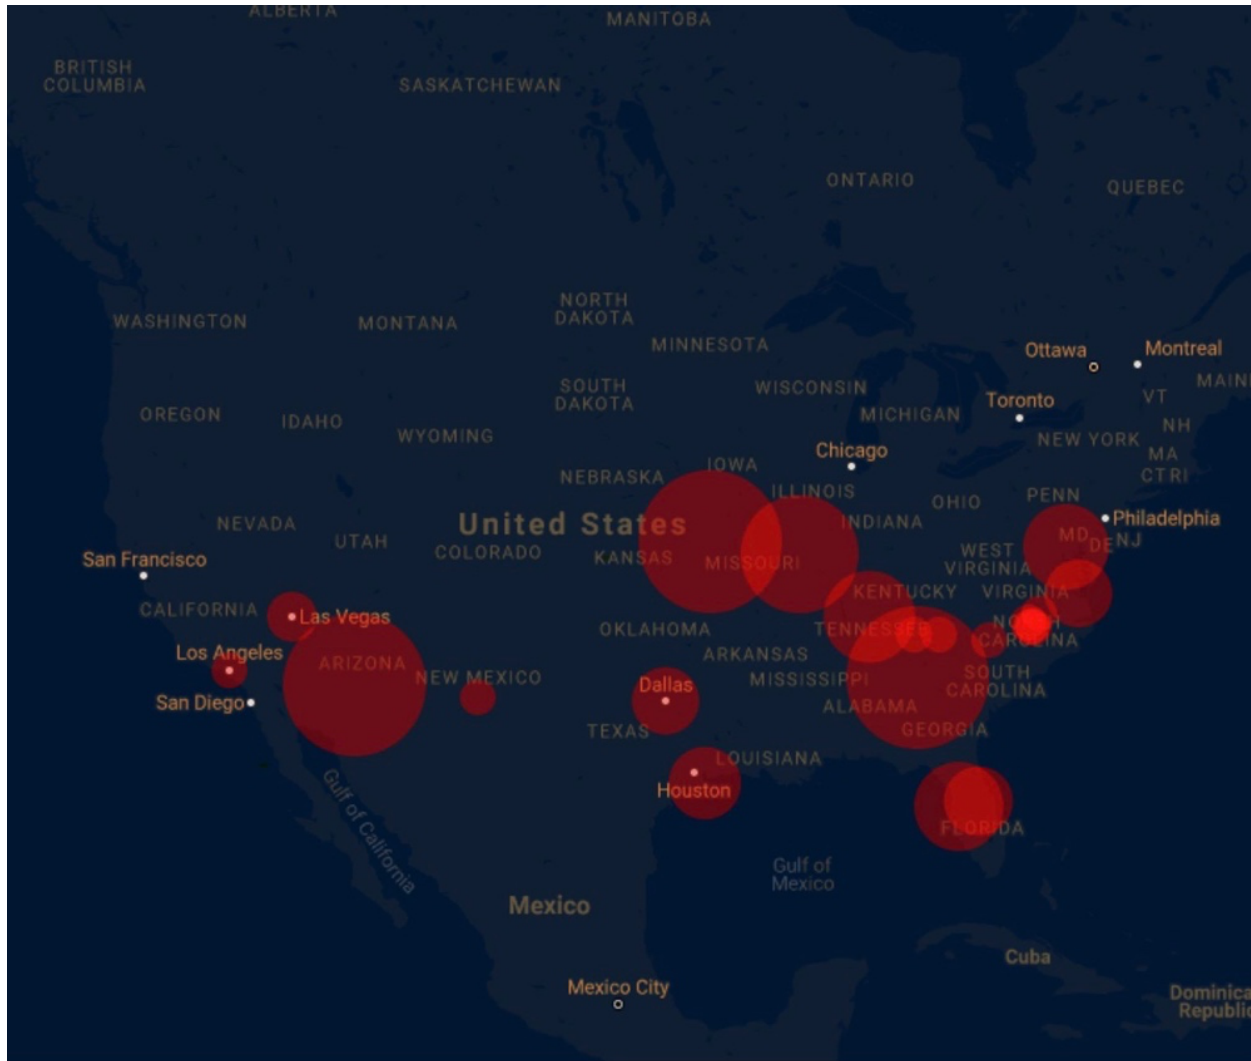 ALBERTA
MANITOBA
BRITISH
COLUMBIA
SASKATCHEWAN
ONTARIO
QUEBEC
WASHINGTON
MONTANA
NORTH
DAKOTA
MINNESOTA
Ottawa
Montreal
SOUTH
DAKOTA
WISCONSIN
MAIN
VT
OREGON
IDAHO
WYOMING
MICHIGAN
Toronto
NH
NEW YORK
MA
CT RI
Chicago
IOWA
NEBRASKA
ILLINOIS
OHIO
PENN
NEVADA
UTAH
United States
INDIANA
Philadelphia
MD
DE
NJ
San Francisco
COLORADO
KANSAS
MISSOURI
WEST
VIRGINIA
KENTUCKY
VIRGINIA
CALIFORNIA
Las Vegas
OKLAHOMA
TENNESSEE
NORTH
CAROLINA
Los Angeles
ARIZONA
NEW MEXICO
ARKANSAS
MISSISSIPPI
SOUTH
CAROLINA
San Diego
Dallas
ALABAMA
TEXAS
GEORGIA
LOUISIANA
Houston
Gulf of California
FLORIDA
Gulf of
Mexico
Mexico
Cuba
Mexico City
Dominica
Republic